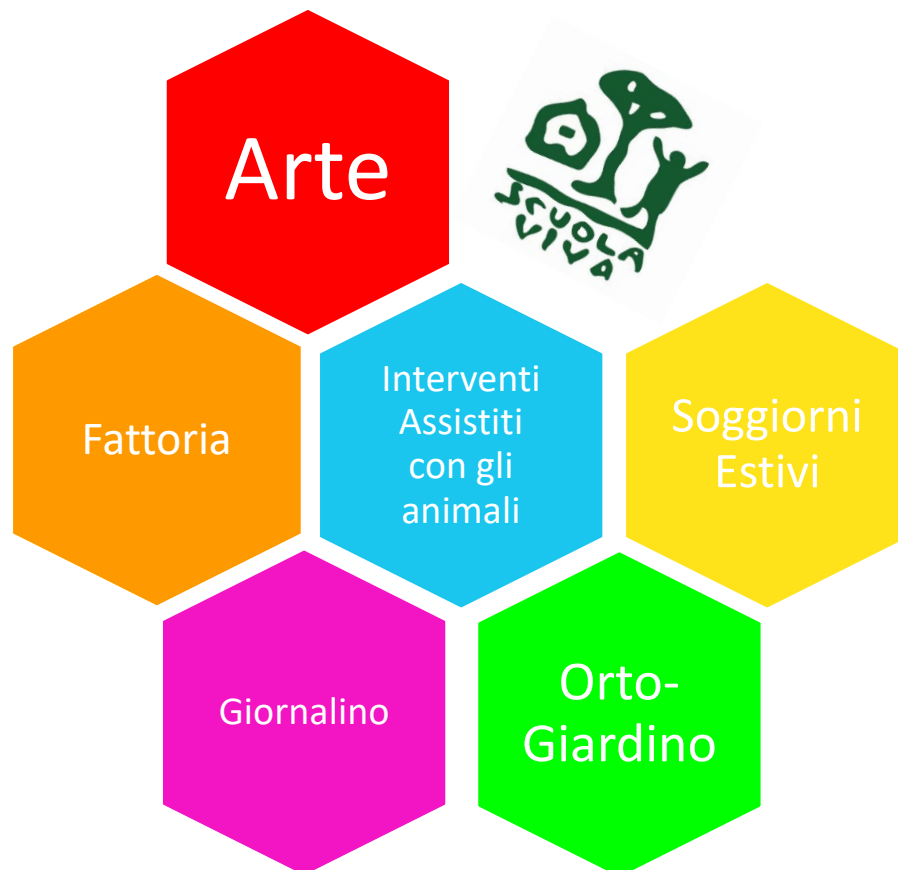 Arte
SCUOLA
VIVA
Fattoria
Interventi
Assistiti
con gli
animali
Soggiorni
Estivi
Giornalino
Orto-
Giardino